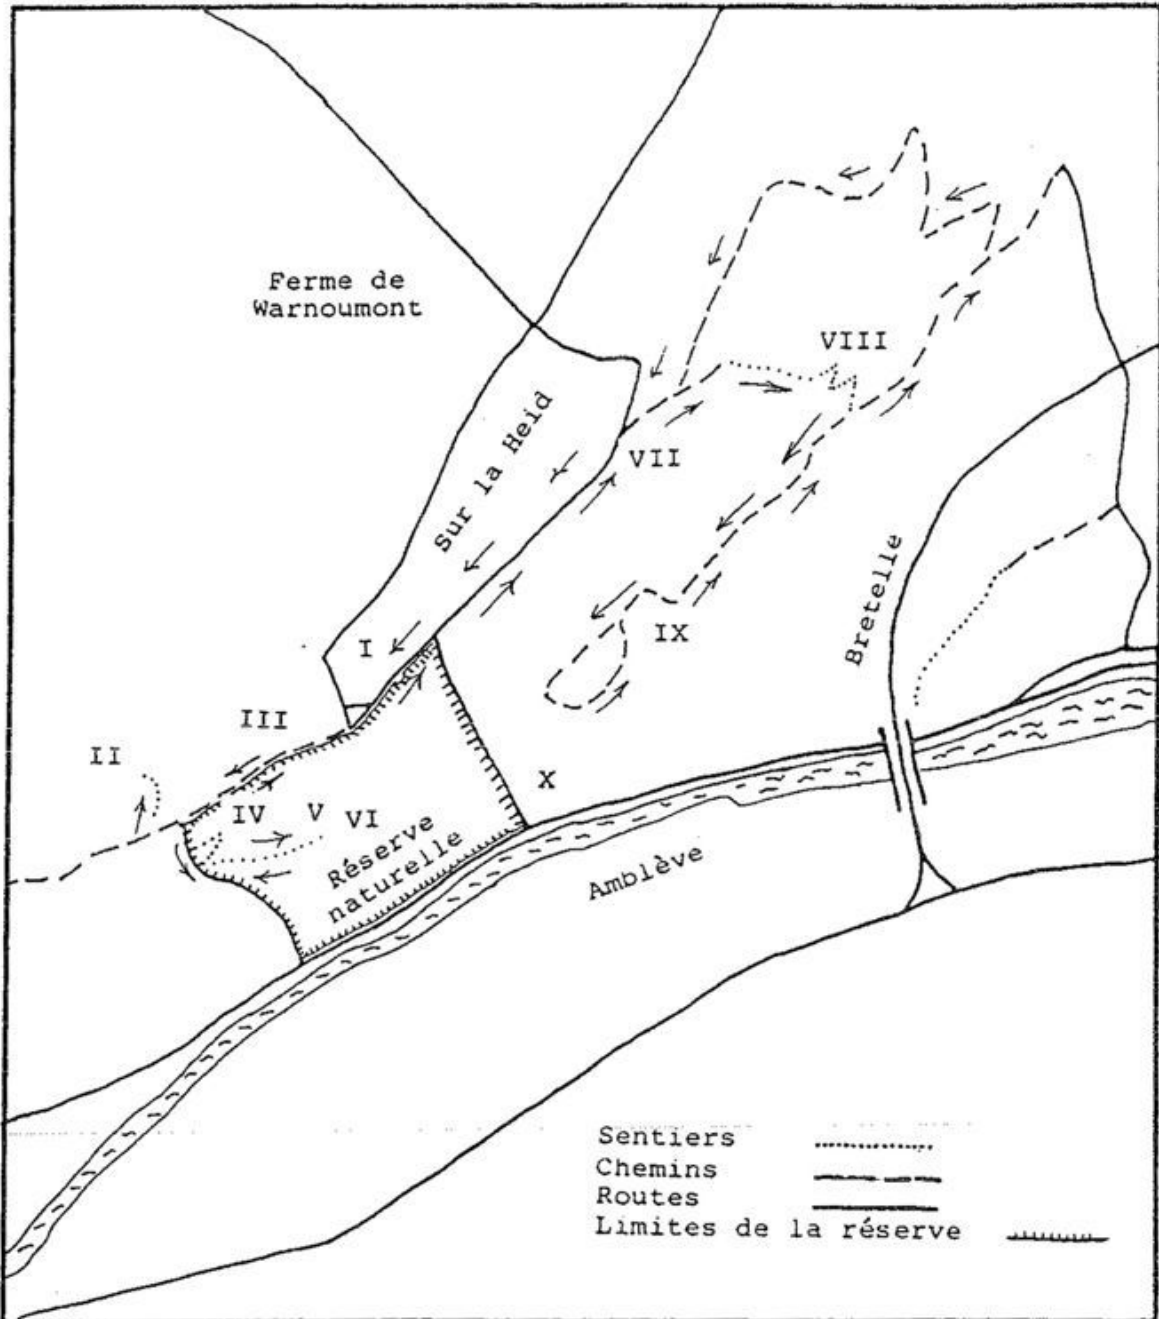 Ferme de
Warnoumont
VIII
Sur la Heid
VII
Bretelle
I
IX
III
II
X
IV
V
VI
Réserve
naturelle
Amblève
Sentiers
Chemins
Routes
Limites de la réserve